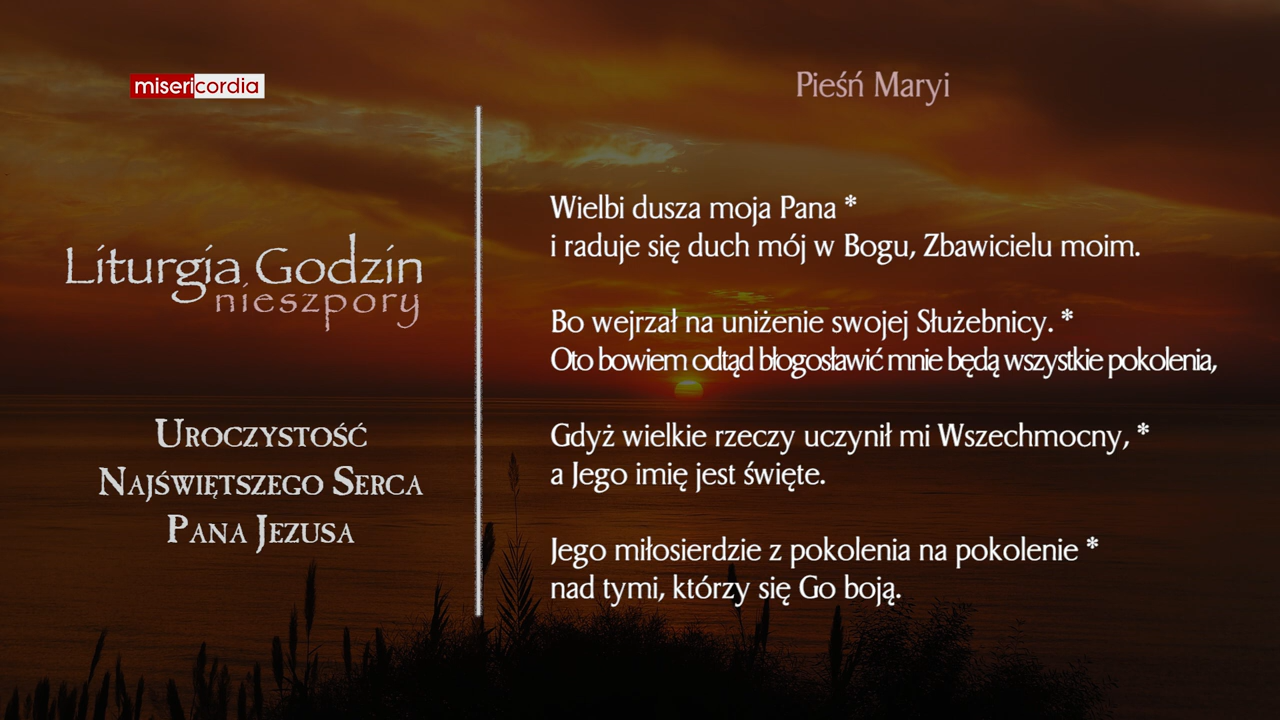 misericordia
Liturgia Godzin
nieszpory
Uroczystość
Najświętszego Serca
Pana Jezusa
Pieśń Maryi
Wielbi dusza moja Pana *
i raduje się duch mój w Bogu, Zbawicielu moim.
Bo wejrzał na uniżenie swojej Służebnicy. *
Oto bowiem odtąd błogosławić mnie będą wszystkie pokolenia,
Gdyż wielkie rzeczy uczynił mi Wszechmocny, *
a Jego imię jest święte.
Jego miłosierdzie z pokolenia na pokolenie *
nad tymi, którzy się Go boją.